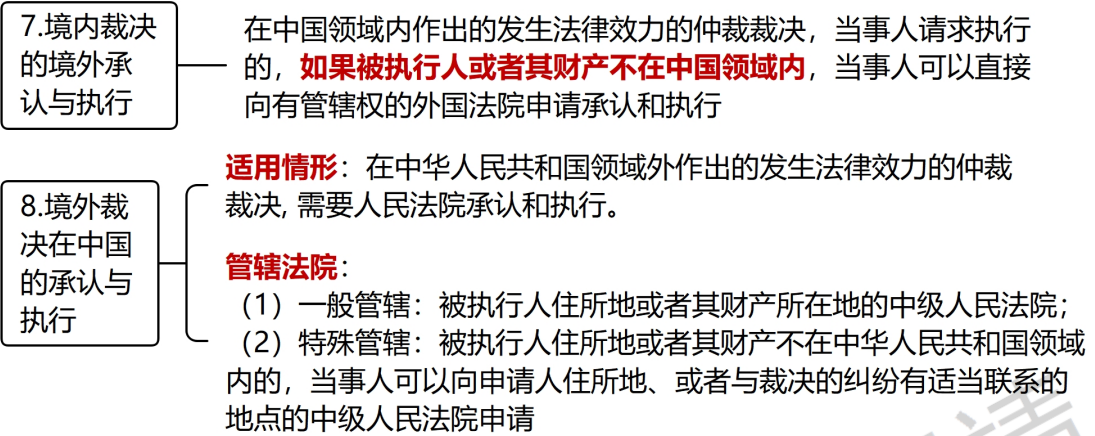 7.境内裁决
的境外承
认与执行
在中国领域内作出的发生法律效力的仲裁裁决，当事人请求执行
的，如果被执行人或者其财产不在中国领域内，当事人可以直接
向有管辖权的外国法院申请承认和执行
8.境外裁
决在中国
的承认与
执行
适用情形：在中华人民共和国领域外作出的发生法律效力的仲裁
裁决, 需要人民法院承认和执行。
管辖法院：
（1）一般管辖：被执行人住所地或者其财产所在地的中级人民法院；
（2）特殊管辖：被执行人住所地或者其财产不在中华人民共和国领域
内的，当事人可以向申请人住所地、或者与裁决的纠纷有适当联系的
地点的中级人民法院申请